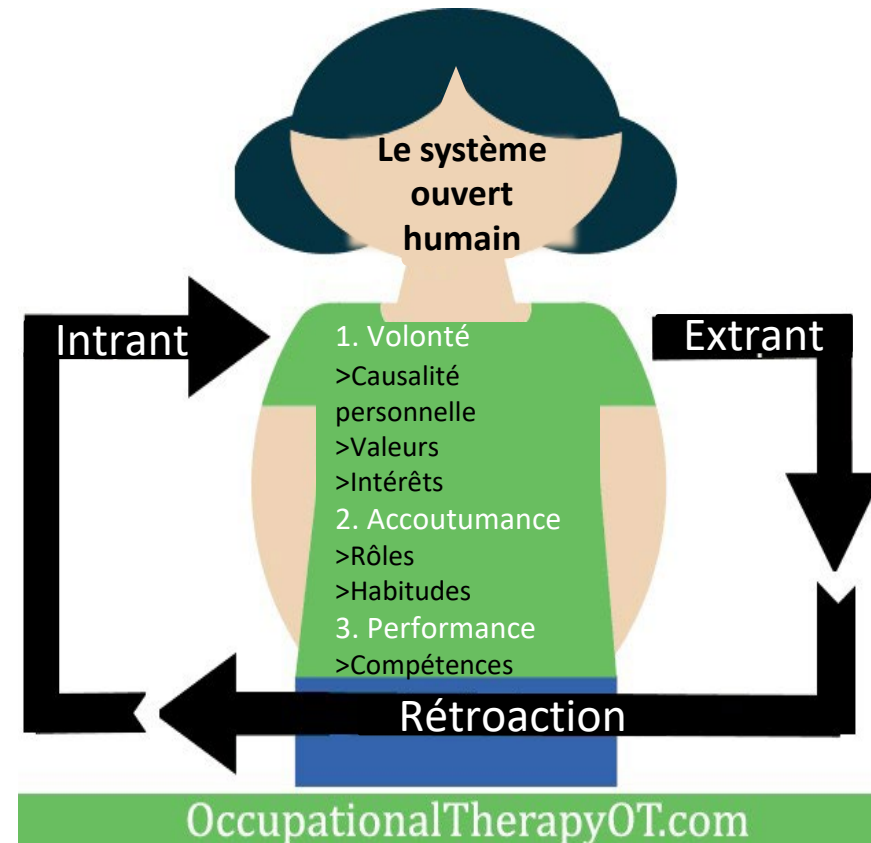 Le système
ouvert
humain
Intrant
Extrant
1. Volonté
>Causalité
personnelle
>Valeurs
>Intérêts
2. Accoutumance
>Rôles
>Habitudes
3. Performance
>Compétences
Rétroaction
OccupationalTherapyOT.com